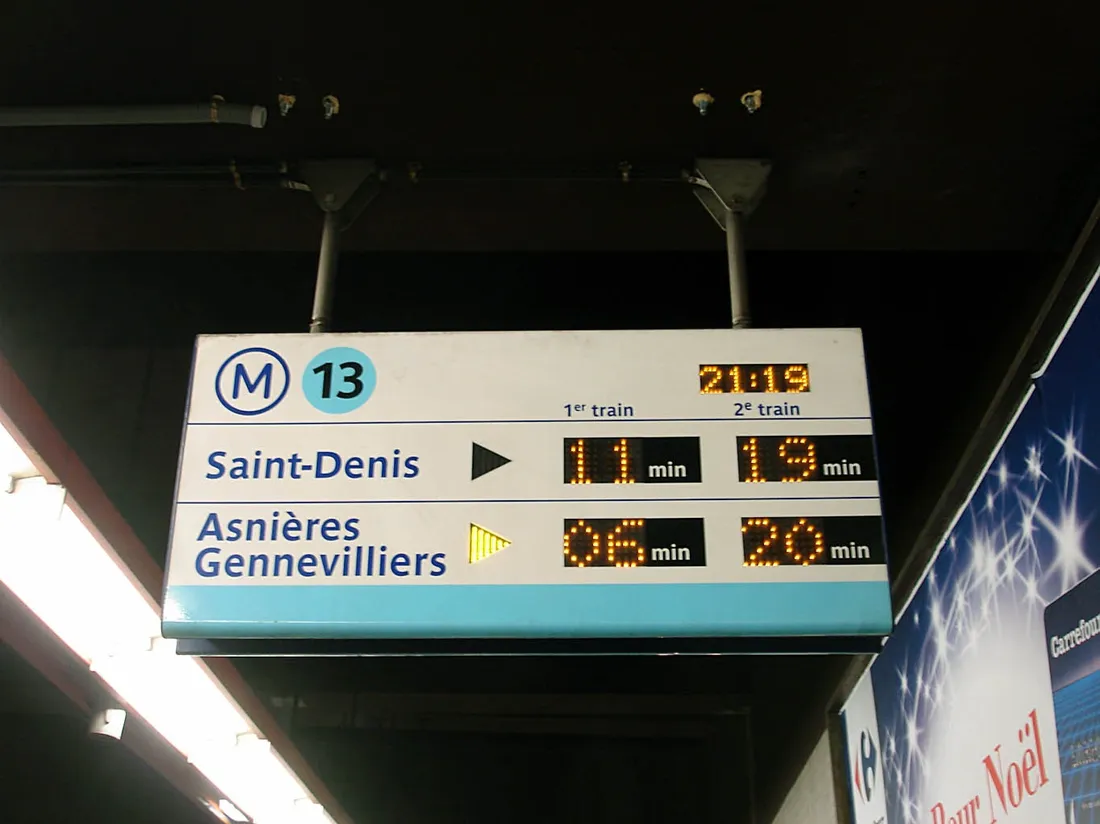 M 13 21:19
1er train 2e train
Saint-Denis 11 min 19 min
Asnières
Gennevilliers 06 min 20 min
Carrefour
Pour Noël